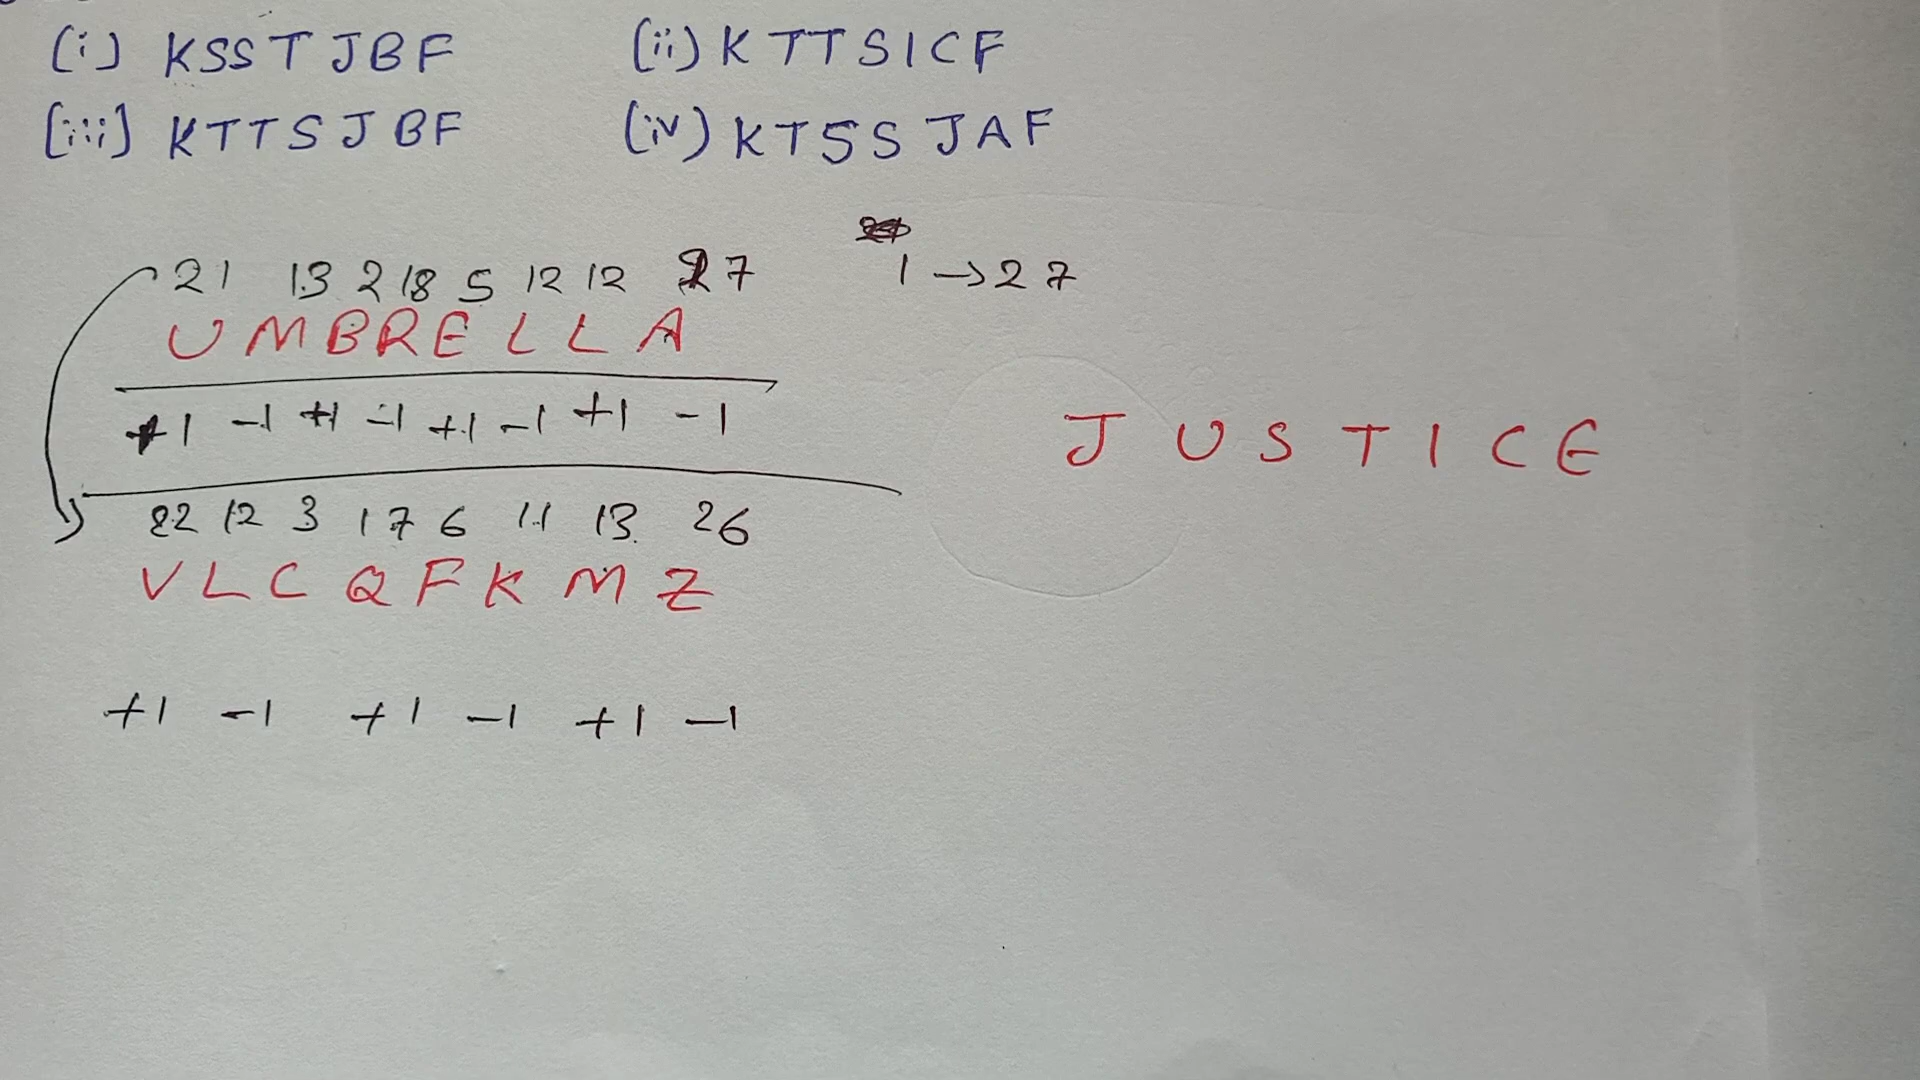 (i) KSSTJBF (ii) KTTSICF
(iii) KTTSJBF (iv) KTSSJAF
1 → 27
21 13 2 18 5 12 12 27
UMBRELLA
+1 -1 +1 -1 +1 -1 +1 -1
JUSTICE
22 12 3 17 6 11 13 26
VLCQFKMZ
+1 -1 +1 -1 +1 -1